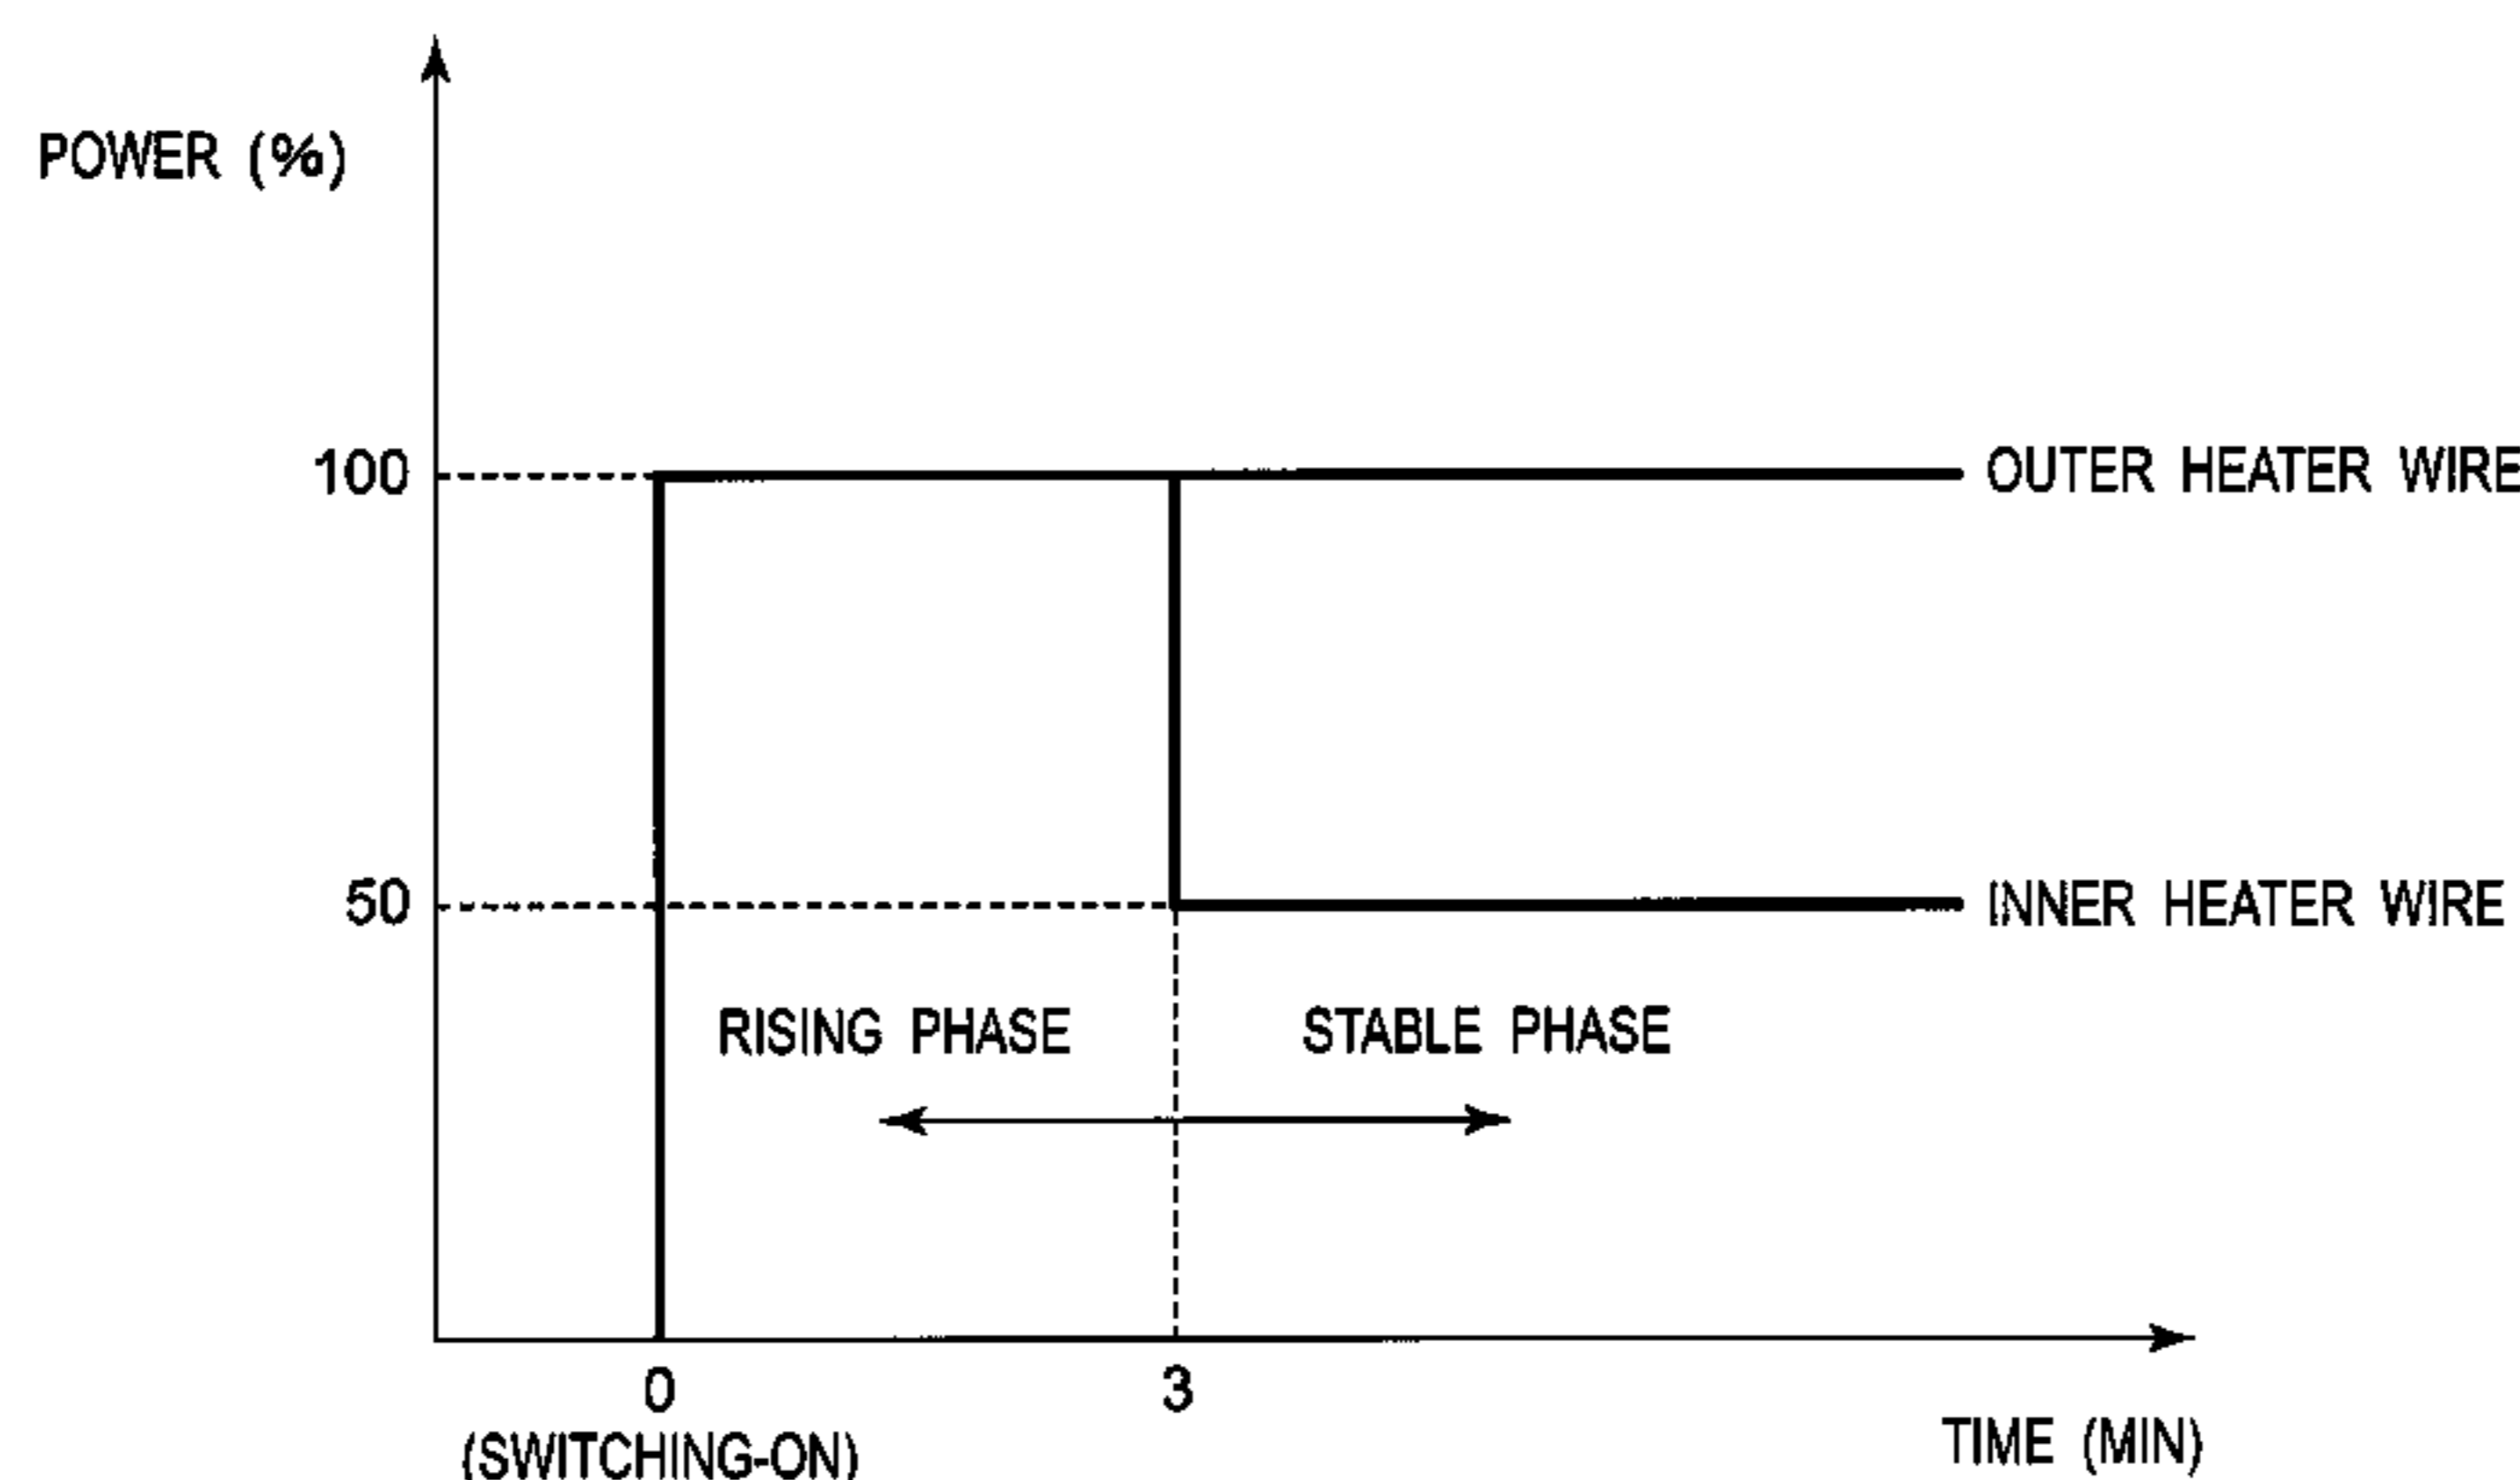 POWER (%)
100
OUTER HEATER WIRE
50
INNER HEATER WIRE
RISING PHASE
STABLE PHASE
0
3
(SWITCHING-ON)
TIME (MIN)